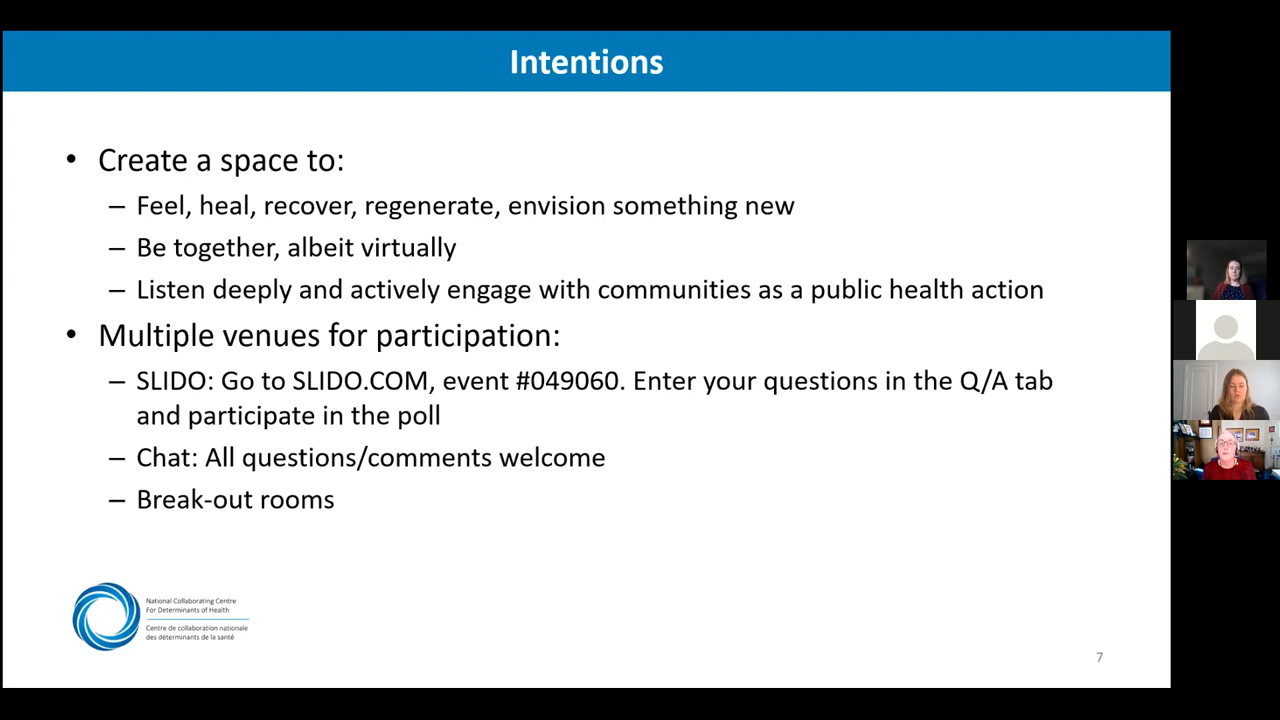 Intentions
• Create a space to:
– Feel, heal, recover, regenerate, envision something new
– Be together, albeit virtually
– Listen deeply and actively engage with communities as a public health action
• Multiple venues for participation:
– SLIDO: Go to SLIDO.COM, event #049060. Enter your questions in the Q/A tab
and participate in the poll
– Chat: All questions/comments welcome
– Break-out rooms
National Collaborating Centre
For Determinants of Health
Centre de collaboration nationale
des déterminants de la santé
7